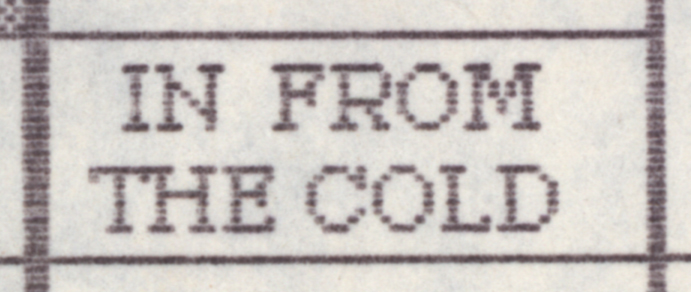 IN FROM
THE COLD